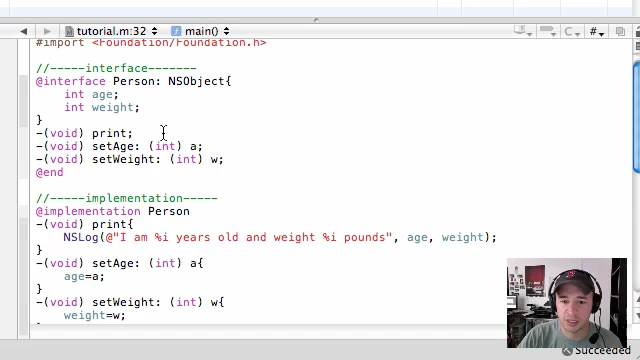 tutorial.m:32 main()
#import <Foundation/Foundation.h>
//-----interface-------
@interface Person: NSObject{
int age;
int weight;
}
-(void) print;
-(void) setAge: (int) a;
-(void) setWeight: (int) w;
@end
//-----implementation-----
@implementation Person
-(void) print{
NSLog(@"I am %i years old and weight %i pounds", age, weight);
}
-(void) setAge: (int) a{
age=a;
}
-(void) setWeight: (int) w{
weight=w;
Succeeded